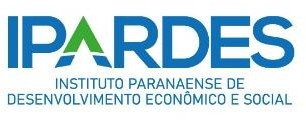 IPARDES
INSTITUTO PARANAENSE DE
DESENVOLVIMENTO ECONÔMICO E SOCIAL